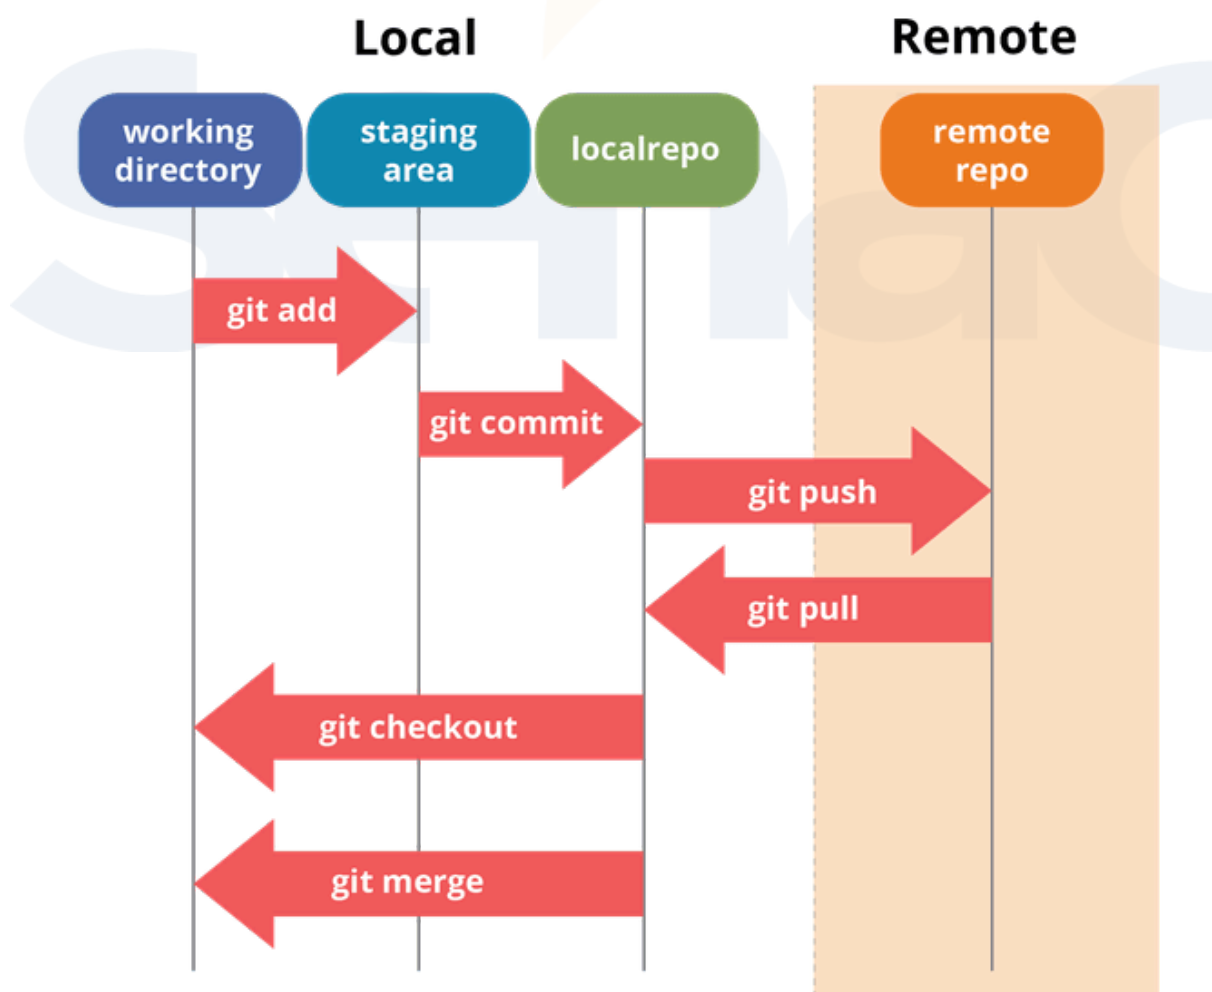 Local
Remote
working
directory
staging
area
localrepo
remote
repo
git add
git commit
git push
git pull
git checkout
git merge